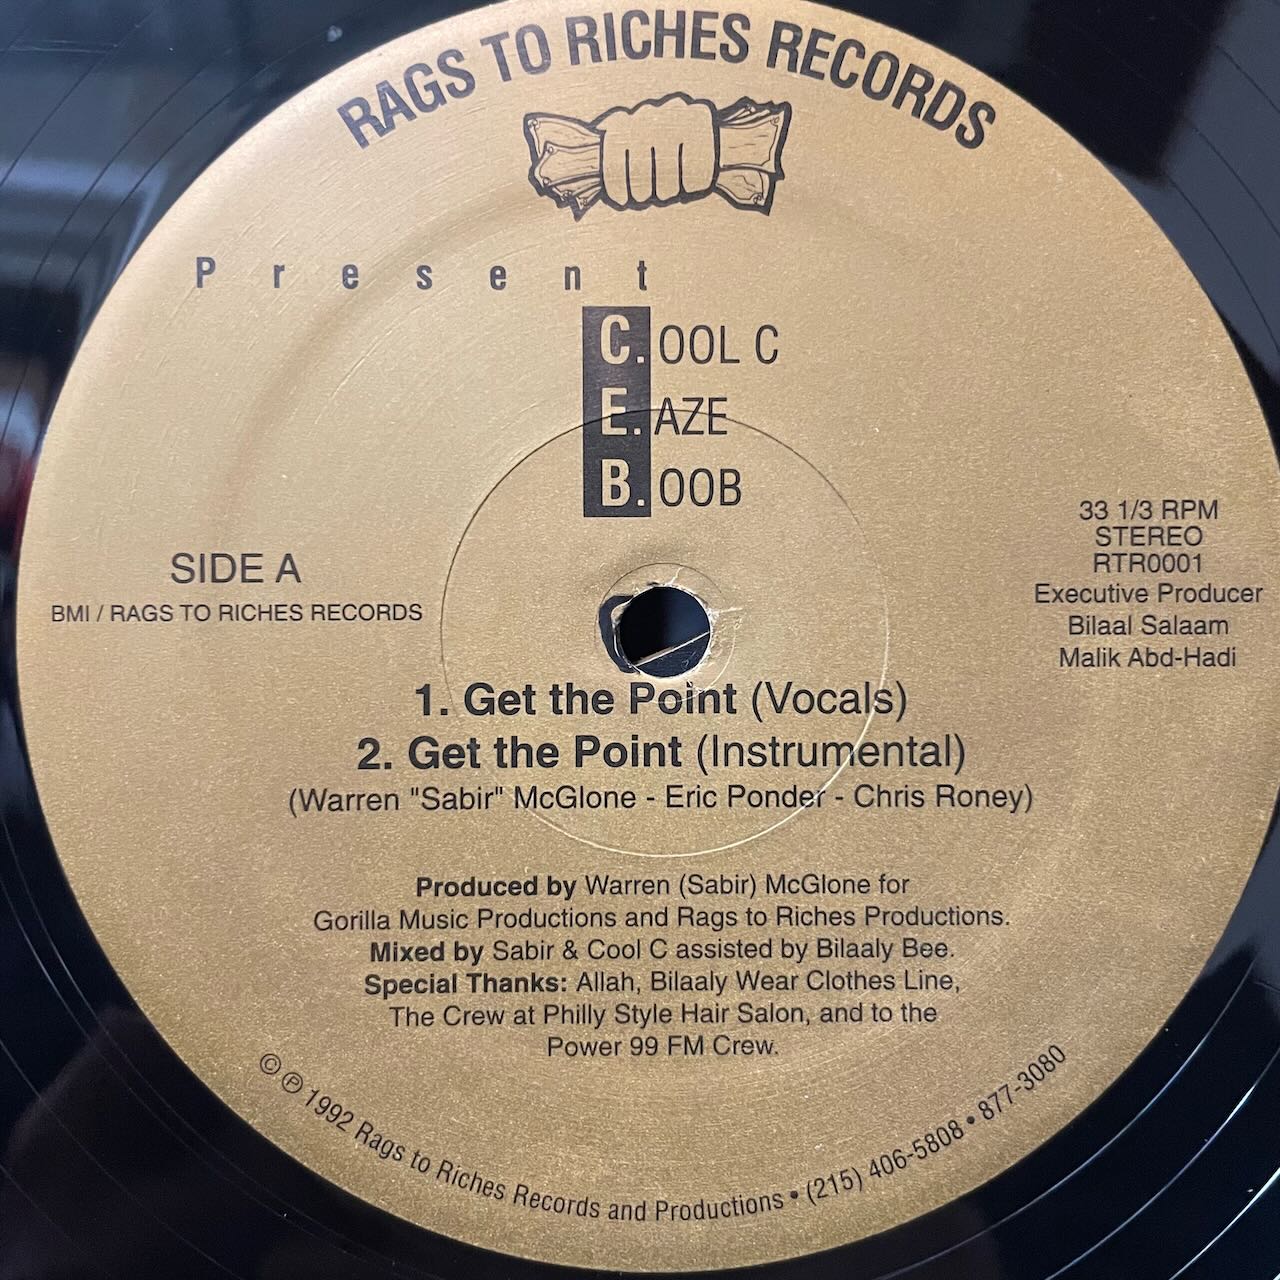 RAGS TO RICHES RECORDS
Present
C.OOL C
E.AZE
B.OOB
SIDE A
BMI / RAGS TO RICHES RECORDS
33 1/3 RPM
STEREO
RTR0001
Executive Producer
Bilaal Salaam
Malik Abd-Hadi
1. Get the Point (Vocals)
2. Get the Point (Instrumental)
(Warren "Sabir" McGlone - Eric Ponder - Chris Roney)
Produced by Warren (Sabir) McGlone for
Gorilla Music Productions and Rags to Riches Productions.
Mixed by Sabir & Cool C assisted by Bilaaly Bee.
Special Thanks: Allah, Bilaaly Wear Clothes Line,
The Crew at Philly Style Hair Salon, and to the
Power 99 FM Crew.
© ℗ 1992 Rags to Riches Records and Productions • (215) 406-5808 • 877-3080